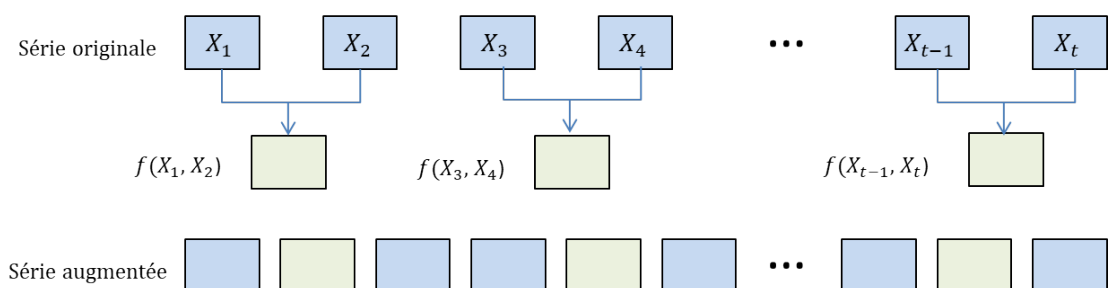 Série originale X₁ X₂ X₃ X₄ ... Xₜ₋₁ Xₜ
f(X₁, X₂) f(X₃, X₄) f(Xₜ₋₁, Xₜ)
Série augmentée ...